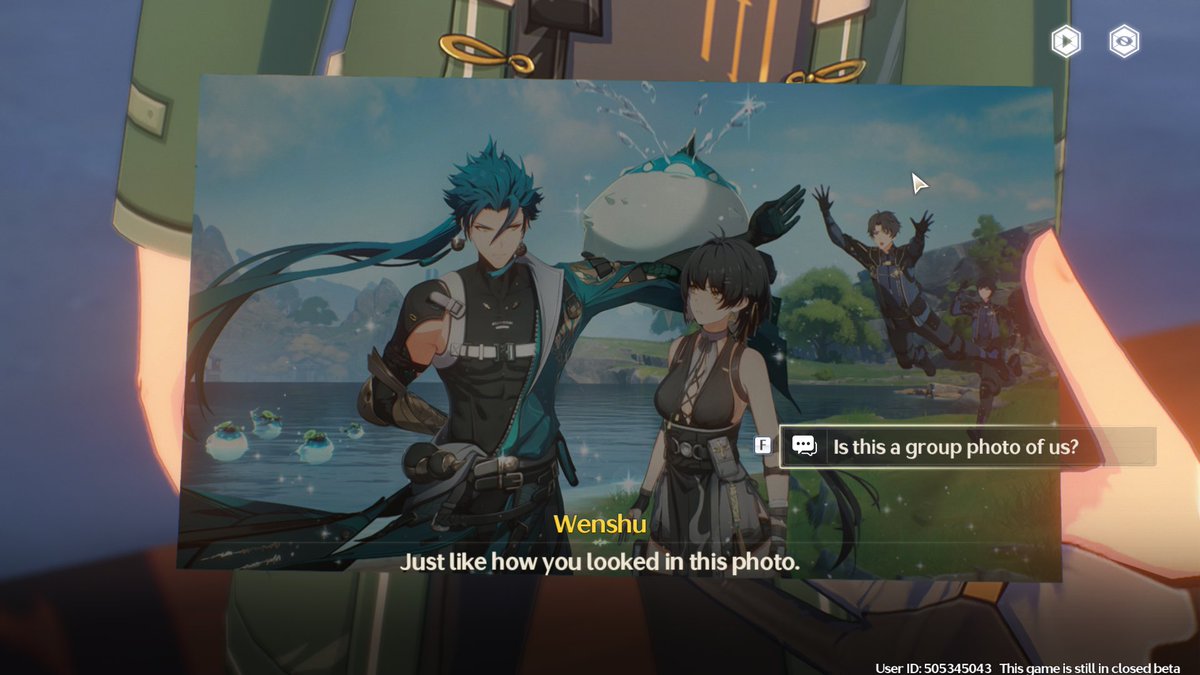 F
Is this a group photo of us?
Wenshu
Just like how you looked in this photo.
User ID: 505345043 This game is still in closed beta